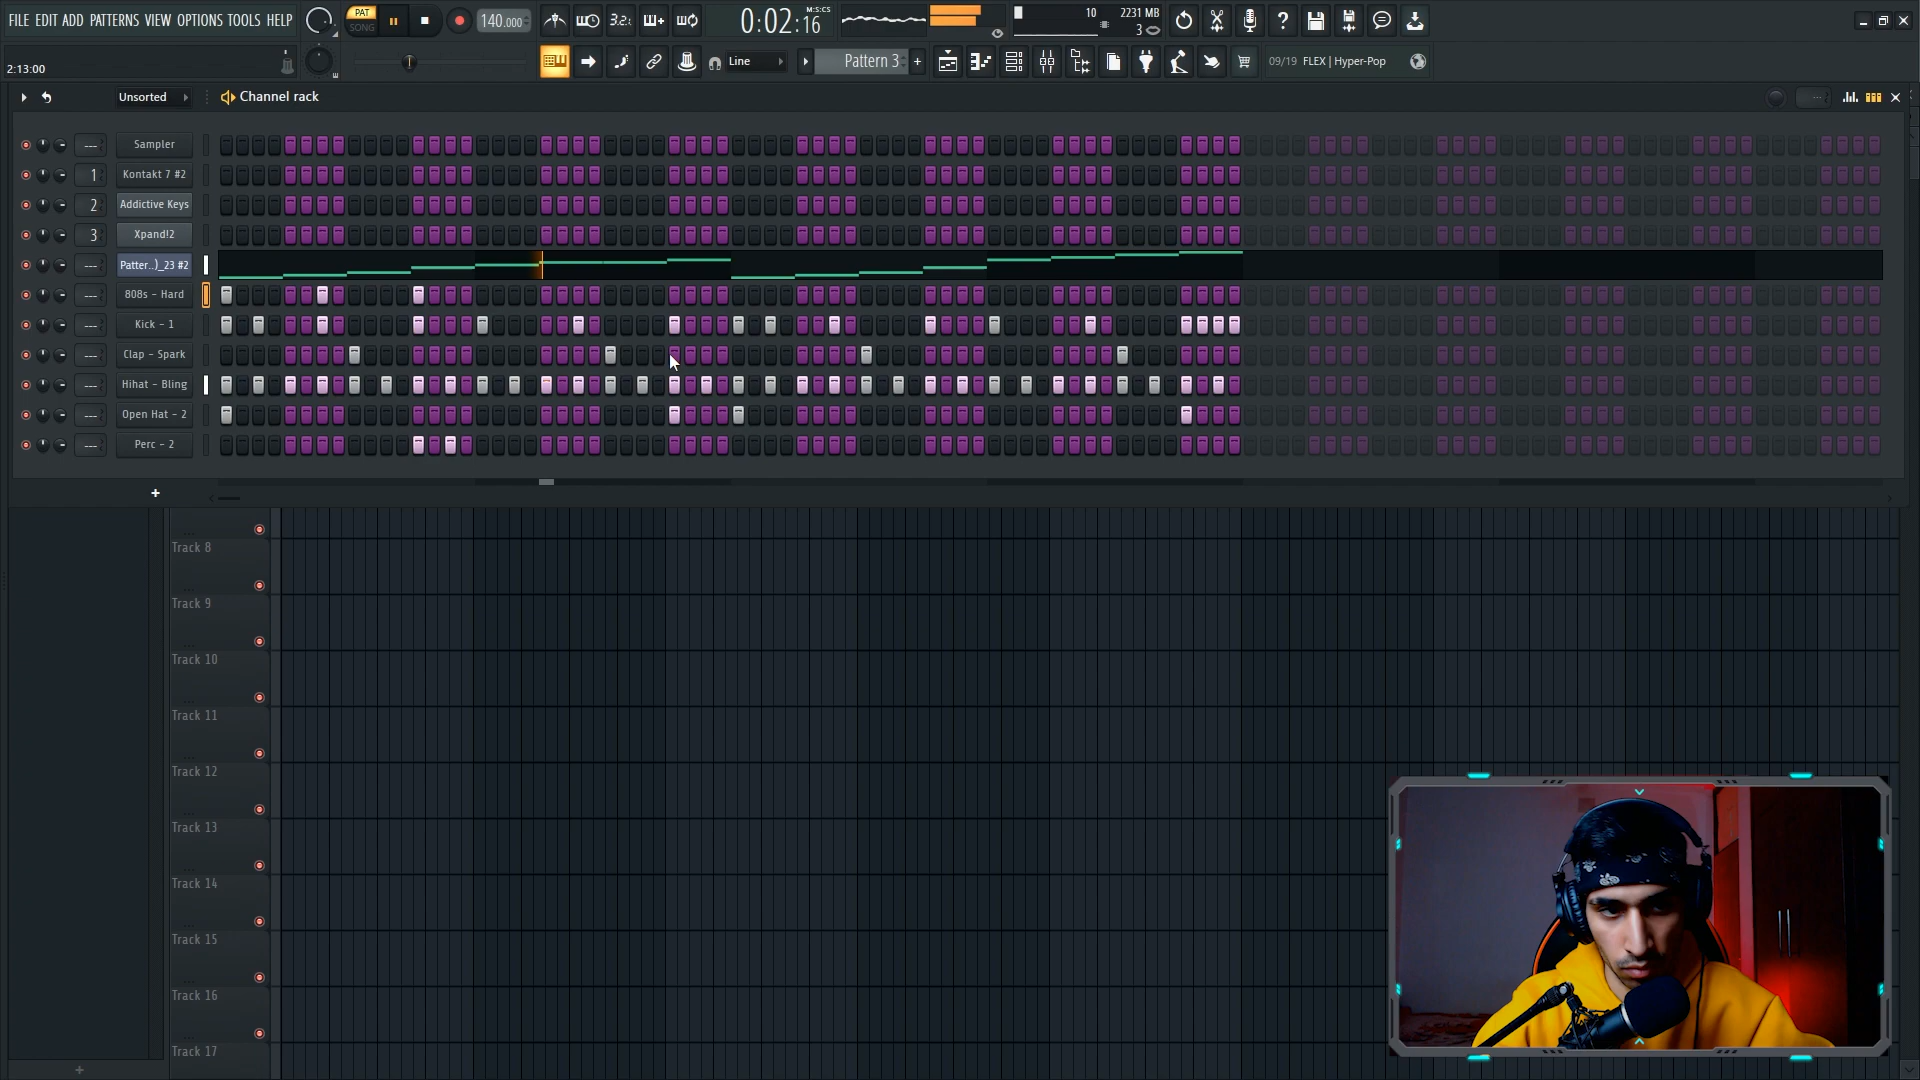 FILE EDIT ADD PATTERNS VIEW OPTIONS TOOLS HELP
PAT
SONG
140.000
3.2.
0:02:16
M:S:CS
10
2231 MB
3
2:13:00
Line
Pattern 3
+
09/19 FLEX | Hyper-Pop
Unsorted
Channel rack
--- Sampler
1 Kontakt 7 #2
2 Addictive Keys
3 Xpand!2
--- Patter..)_23 #2
--- 808s - Hard
--- Kick - 1
--- Clap - Spark
--- Hihat - Bling
--- Open Hat - 2
--- Perc - 2
+
Track 8
Track 9
Track 10
Track 11
Track 12
Track 13
Track 14
Track 15
Track 16
Track 17
+